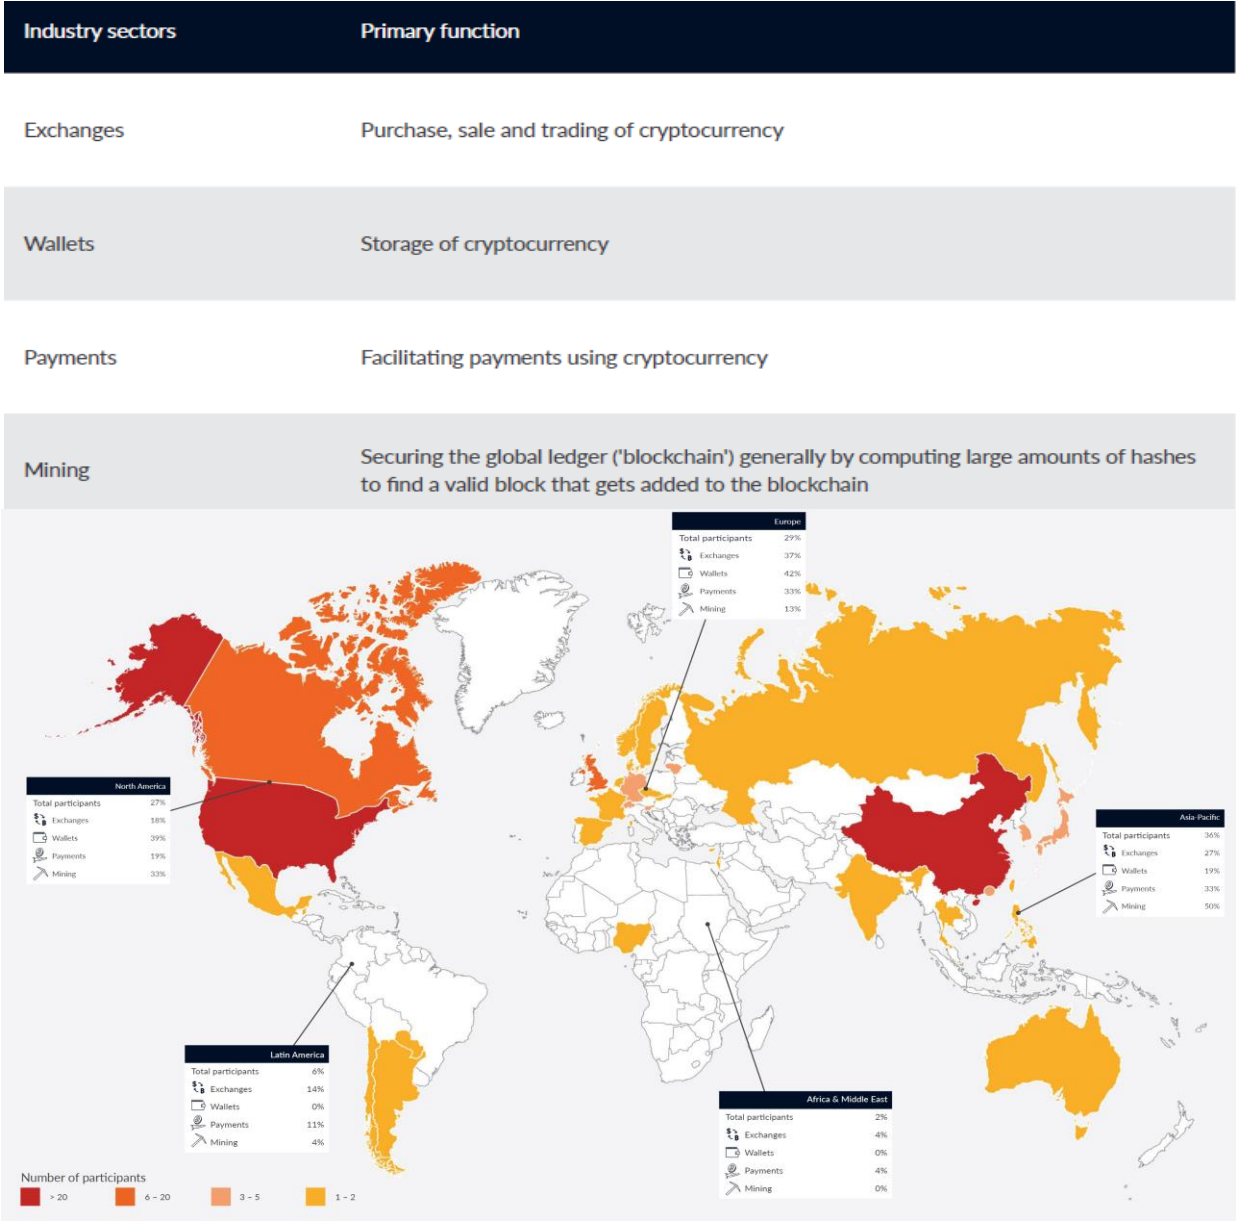 Industry sectors Primary function
Exchanges Purchase, sale and trading of cryptocurrency
Wallets Storage of cryptocurrency
Payments Facilitating payments using cryptocurrency
Mining Securing the global ledger ('blockchain') generally by computing large amounts of hashes
to find a valid block that gets added to the blockchain
Europe
Total participants 29%
Exchanges 37%
Wallets 42%
Payments 33%
Mining 13%
North America
Total participants 27%
Exchanges 18%
Wallets 39%
Payments 19%
Mining 33%
Asia-Pacific
Total participants 36%
Exchanges 27%
Wallets 19%
Payments 33%
Mining 50%
Latin America
Total participants 6%
Exchanges 14%
Wallets 0%
Payments 11%
Mining 4%
Africa & Middle East
Total participants 2%
Exchanges 4%
Wallets 0%
Payments 4%
Mining 0%
Number of participants
> 20 6 – 20 3 – 5 1 – 2